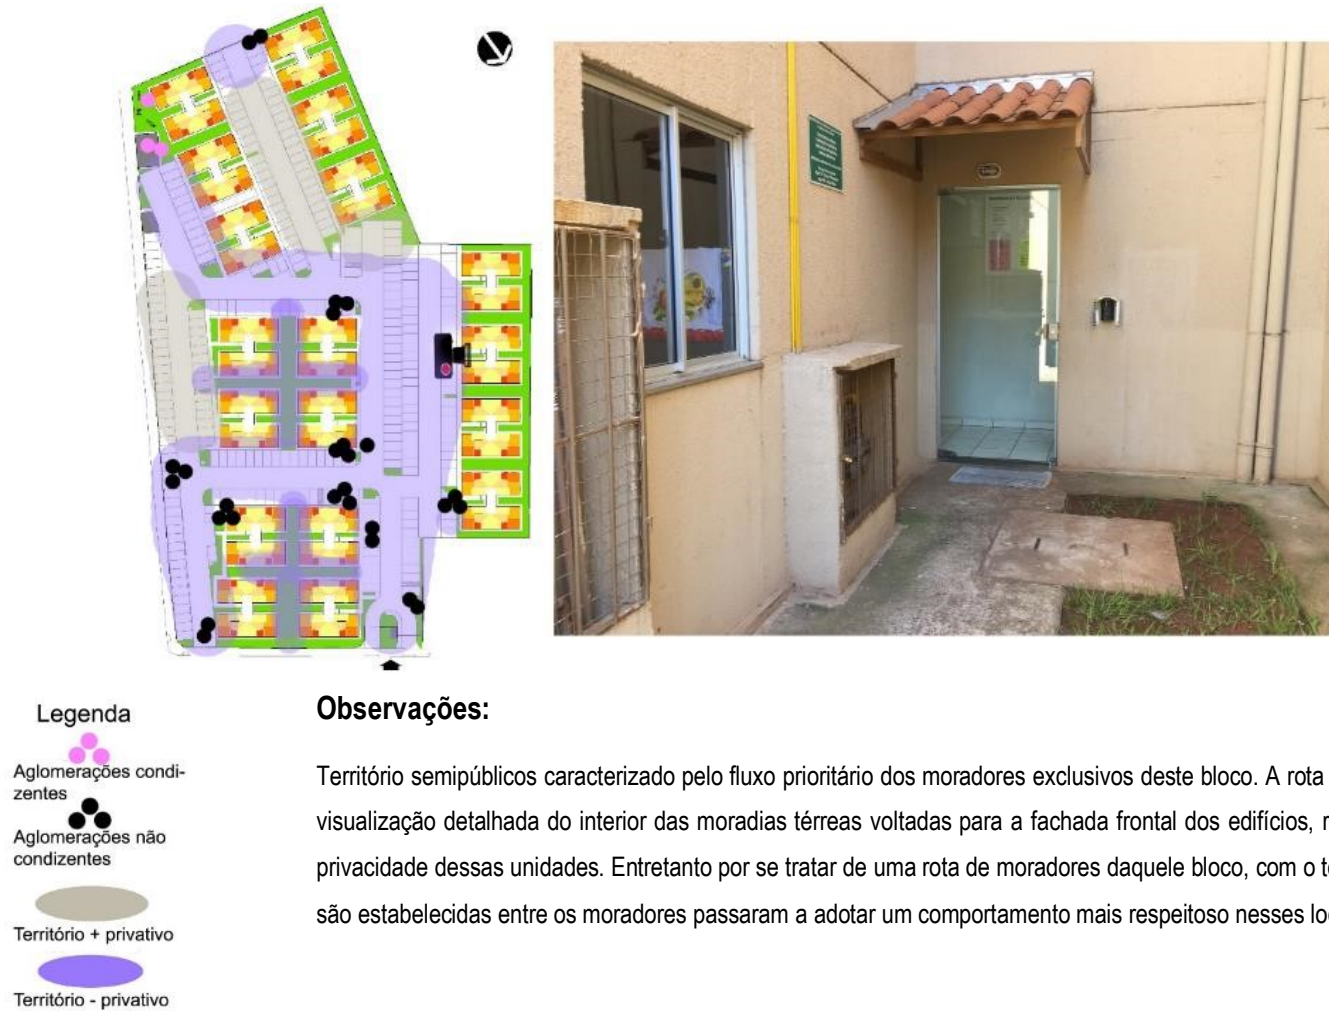 Legenda
Aglomerações condi-
zentes
Aglomerações não
condizentes
Território + privativo
Território - privativo
Observações:
Território semipúblicos caracterizado pelo fluxo prioritário dos moradores exclusivos deste bloco. A rota
visualização detalhada do interior das moradias térreas voltadas para a fachada frontal dos edifícios,
privacidade dessas unidades. Entretanto por se tratar de uma rota de moradores daquele bloco, com o
são estabelecidas entre os moradores passaram a adotar um comportamento mais respeitoso nesses